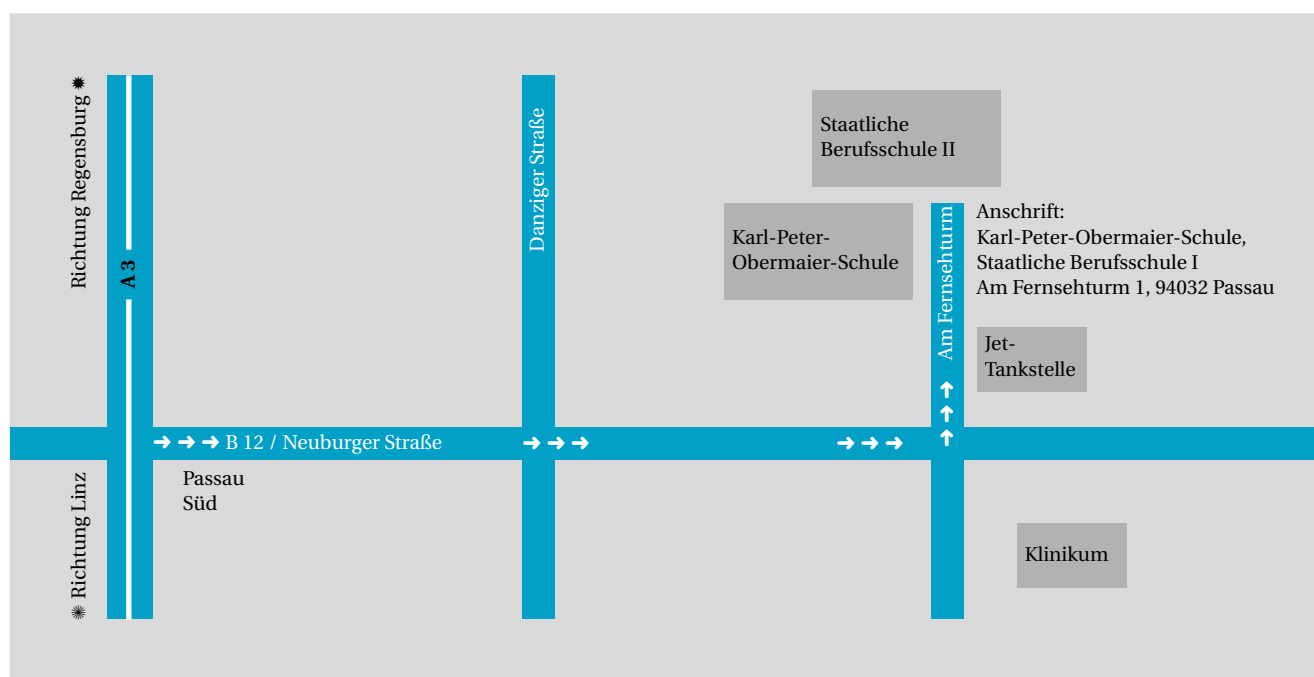 Richtung Regensburg
A 3
Danziger Straße
Staatliche
Berufsschule II
Karl-Peter-
Obermaier-Schule
Am Fernsehturm
Anschrift:
Karl-Peter-Obermaier-Schule,
Staatliche Berufsschule I
Am Fernsehturm 1, 94032 Passau
Jet-
Tankstelle
B 12 / Neuburger Straße
Passau
Süd
Richtung Linz
Klinikum